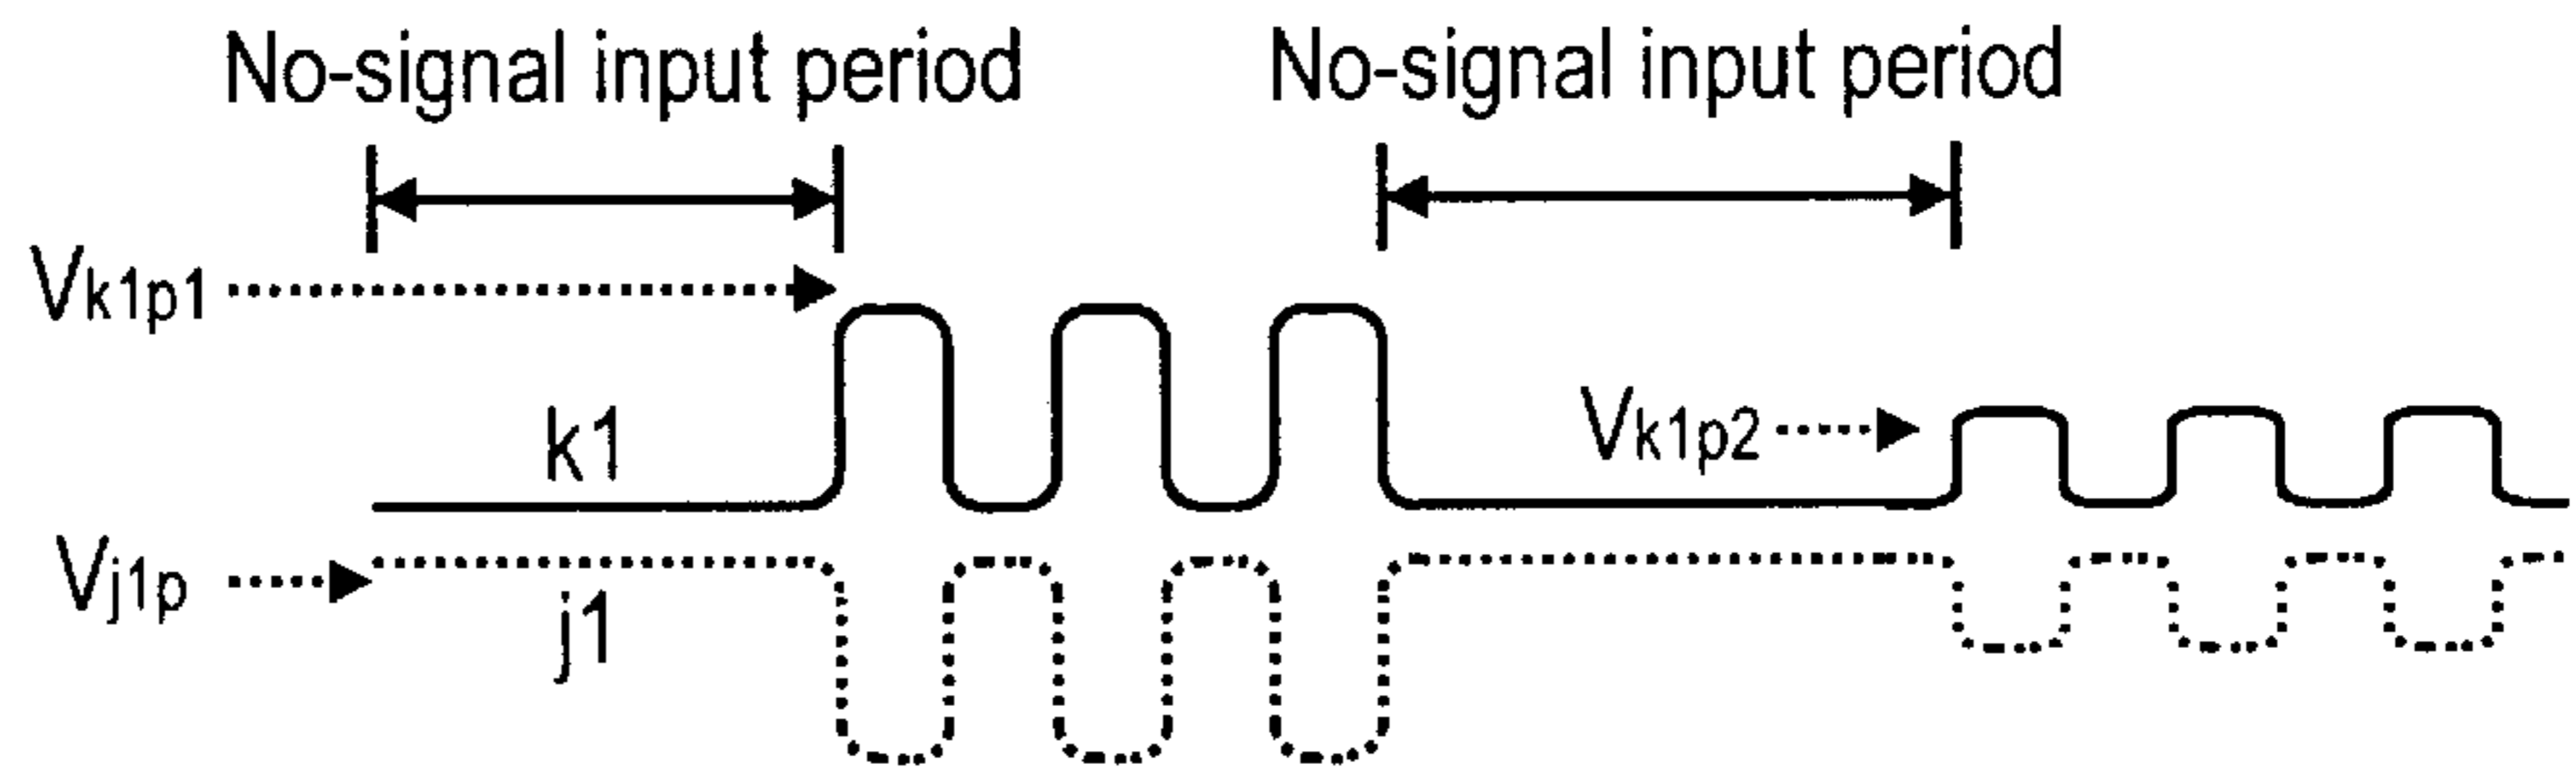 No-signal input period
No-signal input period
Vk1p1
k1
Vk1p2
Vj1p
j1